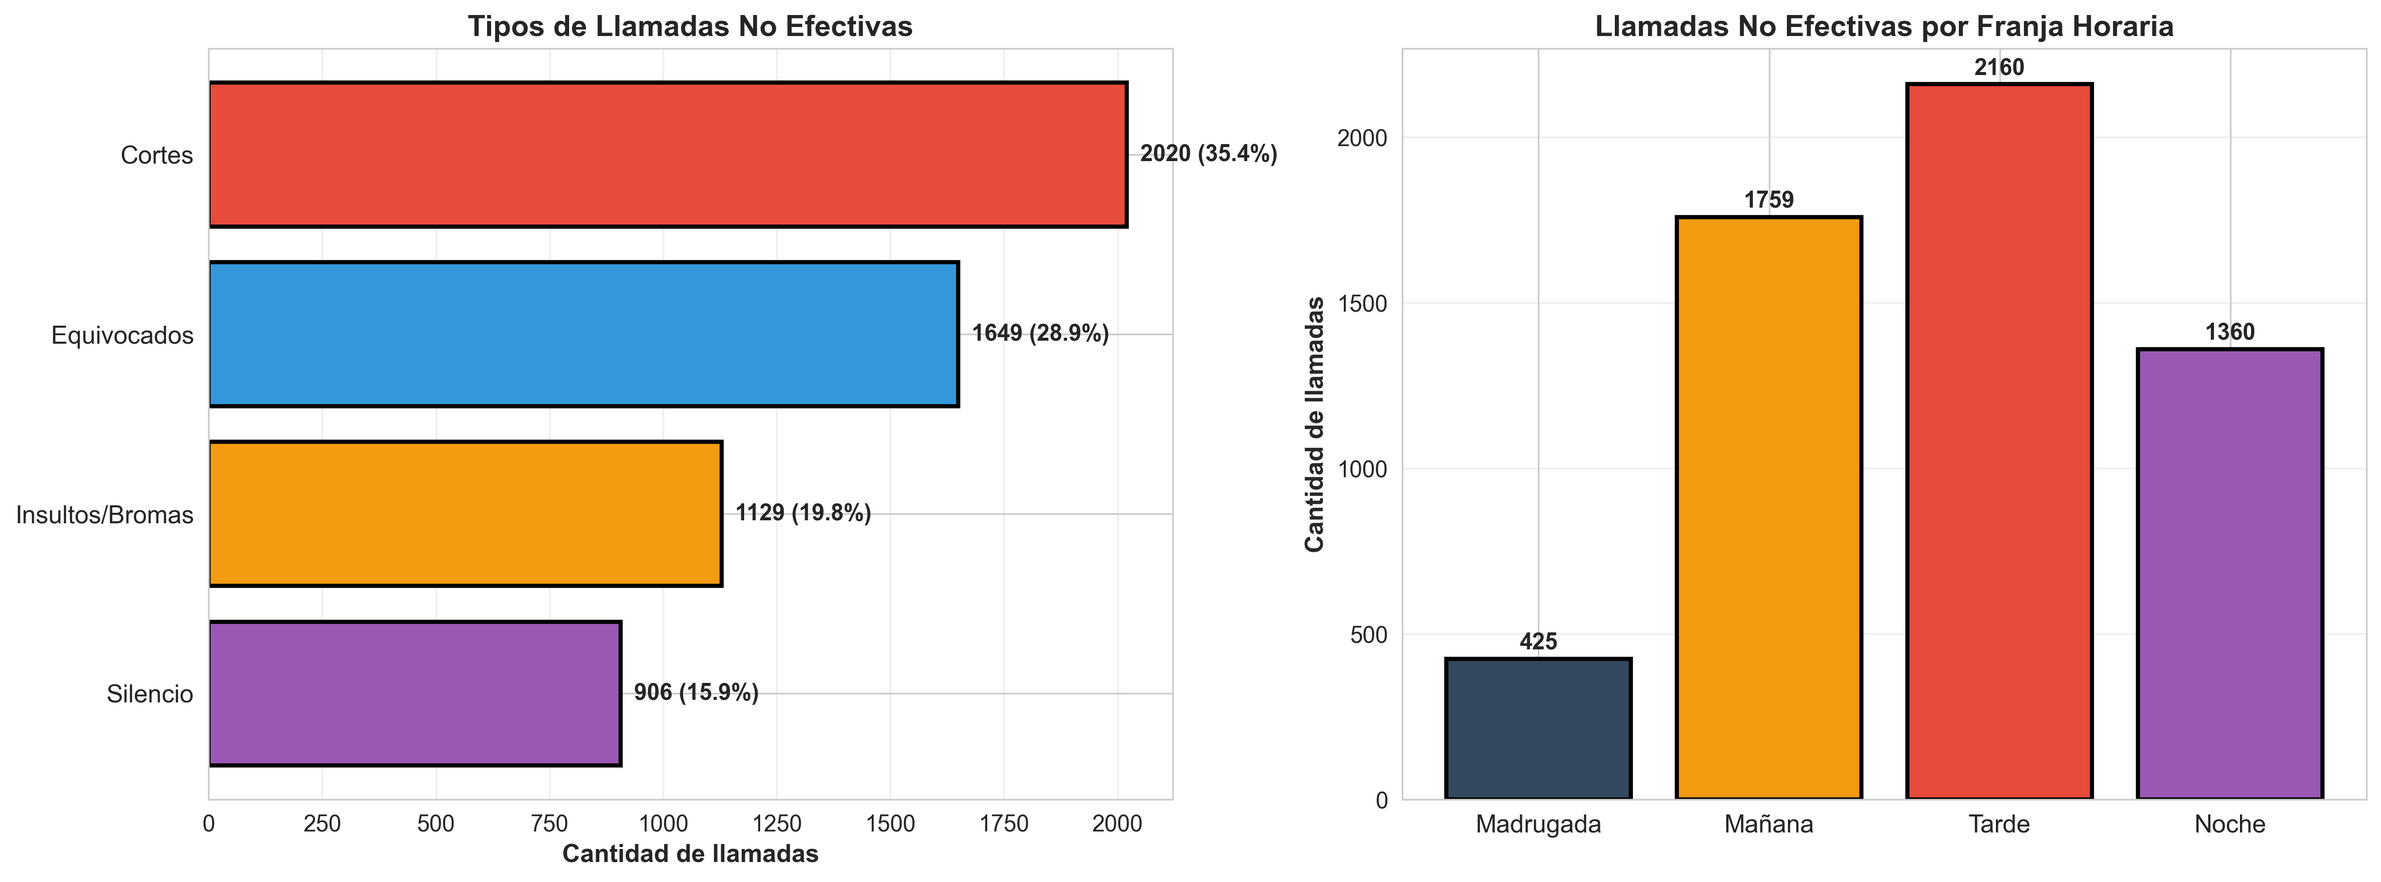 Tipos de Llamadas No Efectivas
Cortes
2020 (35.4%)
Equivocados
1649 (28.9%)
Insultos/Bromas
1129 (19.8%)
Silencio
906 (15.9%)
0 250 500 750 1000 1250 1500 1750 2000
Cantidad de llamadas
Llamadas No Efectivas por Franja Horaria
Cantidad de llamadas
2000
1500
1000
500
0
425
1759
2160
1360
Madrugada Mañana Tarde Noche